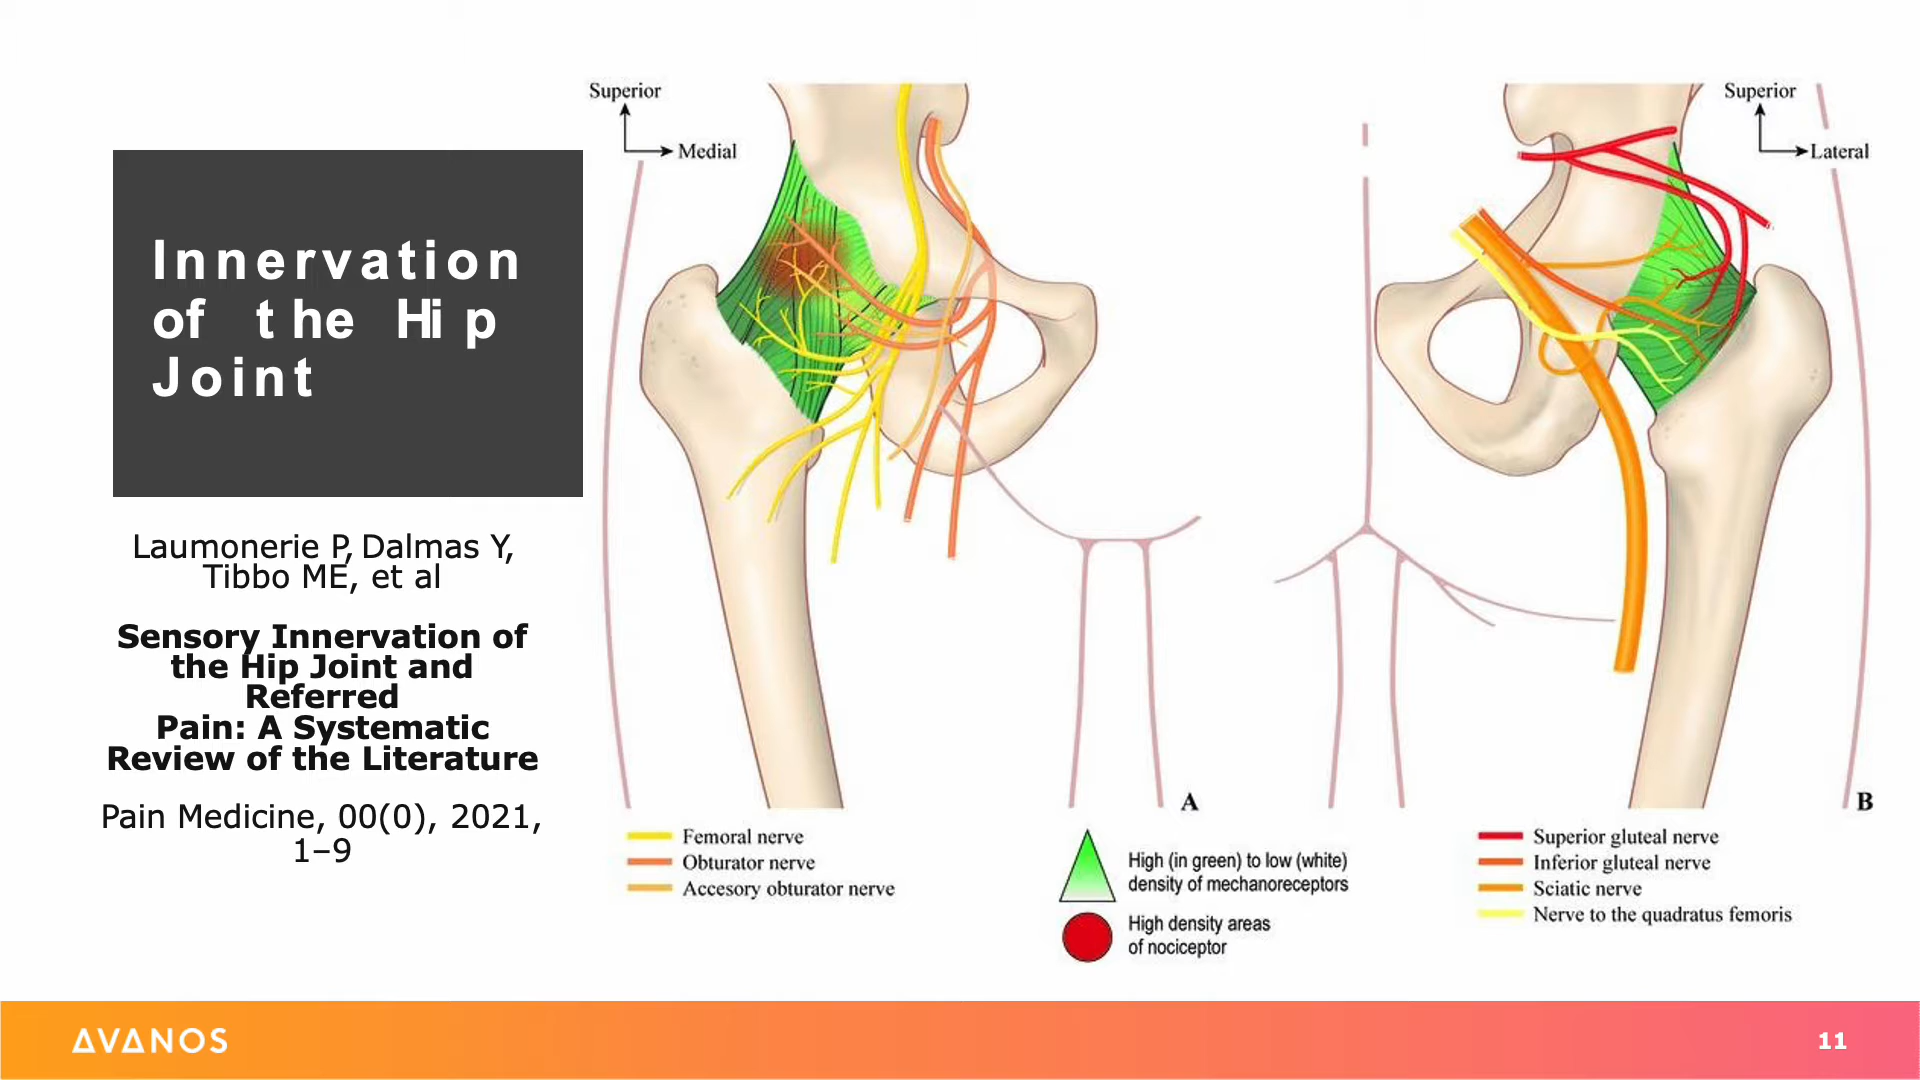 Innervation
of the Hip
Joint
Laumonerie P, Dalmas Y,
Tibbo ME, et al
Sensory Innervation of
the Hip Joint and
Referred
Pain: A Systematic
Review of the Literature
Pain Medicine, 00(0), 2021,
1–9
Superior
Medial
A
Femoral nerve
Obturator nerve
Accesory obturator nerve
High (in green) to low (white)
density of mechanoreceptors
High density areas
of nociceptor
Superior
Lateral
B
Superior gluteal nerve
Inferior gluteal nerve
Sciatic nerve
Nerve to the quadratus femoris
AVANOS
11